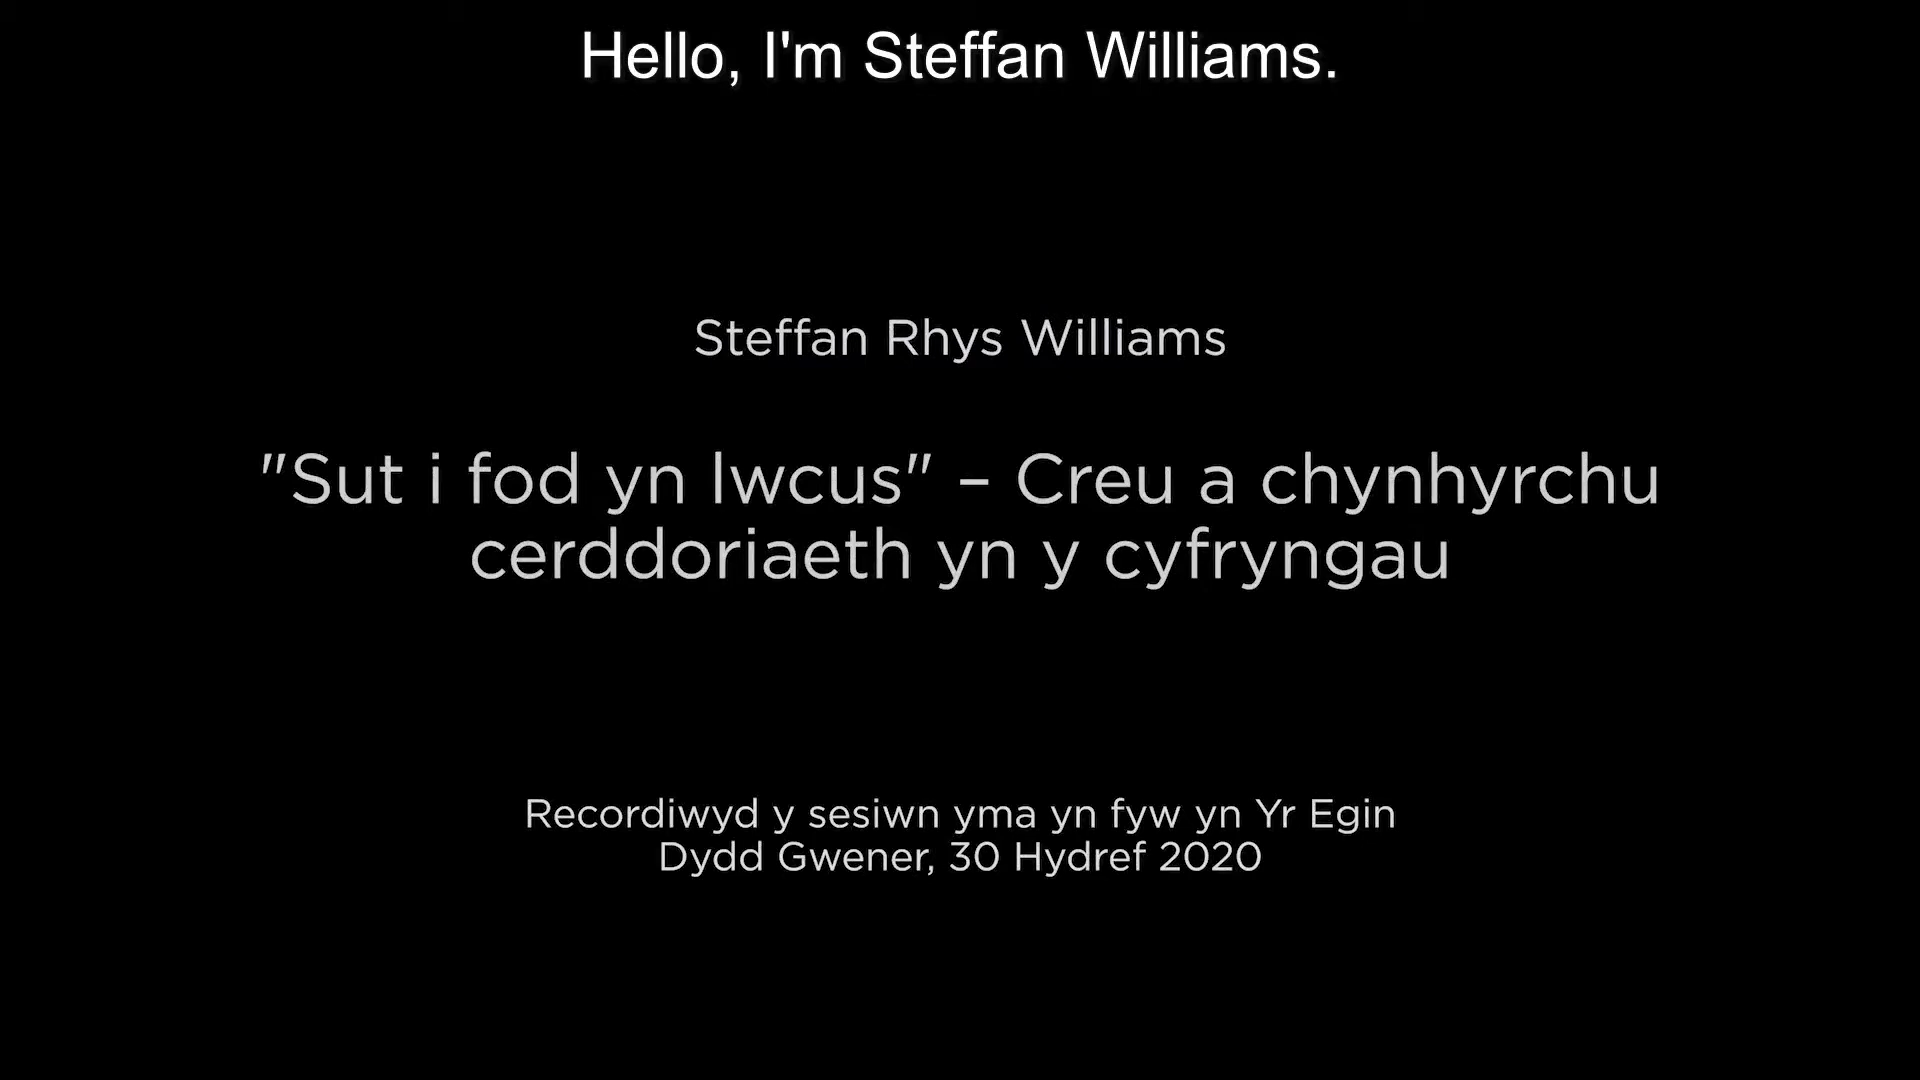 Hello, I'm Steffan Williams.
Steffan Rhys Williams
"Sut i fod yn lwcus" – Creu a chynhyrchu
cerddoriaeth yn y cyfryngau
Recordiwyd y sesiwn yma yn fyw yn Yr Egin
Dydd Gwener, 30 Hydref 2020